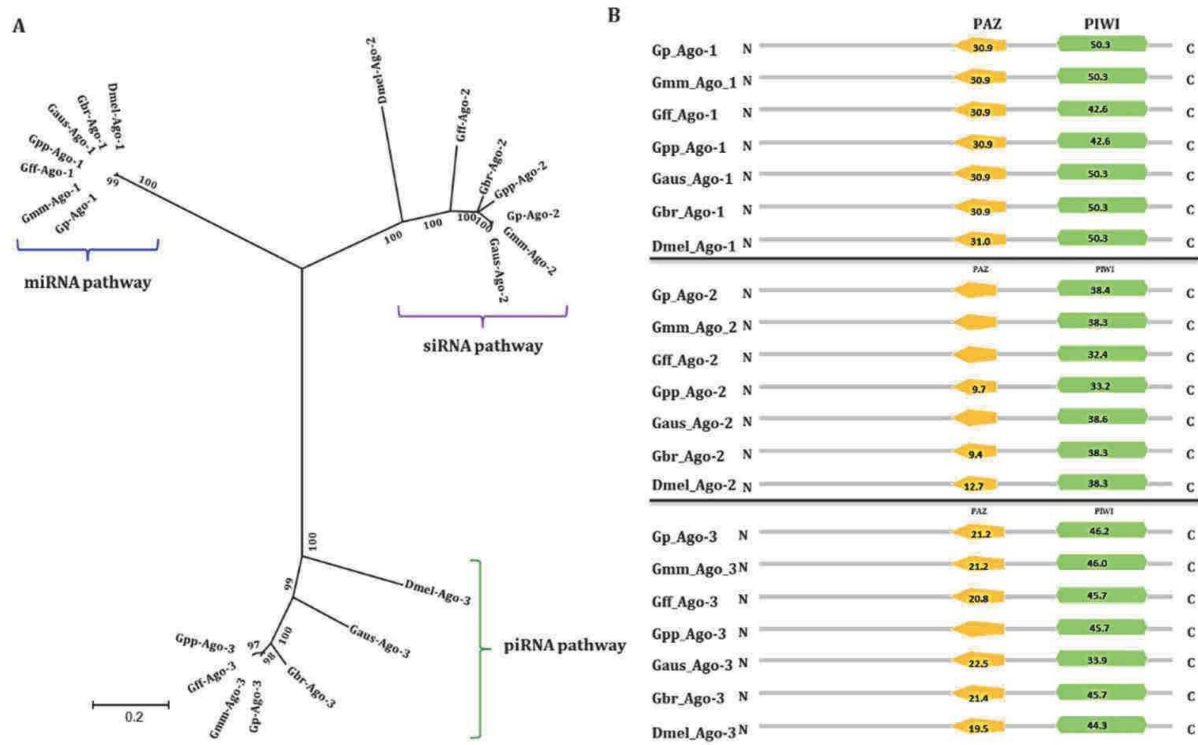 A
Dmel-Ago-1
Gbr-Ago-1
Gaus-Ago-1
Gpp-Ago-1
Gff-Ago-1
Gmm-Ago-1
Gp-Ago-1
99
100
miRNA pathway
Dmel-Ago-2
Gff-Ago-2
Gbr-Ago-2
Gpp-Ago-2
Gp-Ago-2
Gmm-Ago-2
Gaus-Ago-2
100
100
100
100
siRNA pathway
100
99
100
97
98
Dmel-Ago-3
Gaus-Ago-3
Gbr-Ago-3
Gpp-Ago-3
Gff-Ago-3
Gmm-Ago-3
Gp-Ago-3
piRNA pathway
0.2
B
PAZ PIWI
Gp_Ago-1 N 30.9 50.3 C
Gmm_Ago_1 N 30.9 50.3 C
Gff_Ago-1 N 30.9 42.6 C
Gpp_Ago-1 N 30.9 42.6 C
Gaus_Ago-1 N 30.9 50.3 C
Gbr_Ago-1 N 30.9 50.3 C
Dmel_Ago-1 N 31.0 50.3 C
PAZ PIWI
Gp_Ago-2 N 38.4 C
Gmm_Ago_2 N 38.3 C
Gff_Ago-2 N 32.4 C
Gpp_Ago-2 N 9.7 33.2 C
Gaus_Ago-2 N 38.6 C
Gbr_Ago-2 N 9.4 38.3 C
Dmel_Ago-2 N 12.7 38.3 C
PAZ PIWI
Gp_Ago-3 N 21.2 46.2 C
Gmm_Ago_3 N 21.2 46.0 C
Gff_Ago-3 N 20.8 45.7 C
Gpp_Ago-3 N 45.7 C
Gaus_Ago-3 N 22.5 33.9 C
Gbr_Ago-3 N 21.4 45.7 C
Dmel_Ago-3 N 19.5 44.3 C